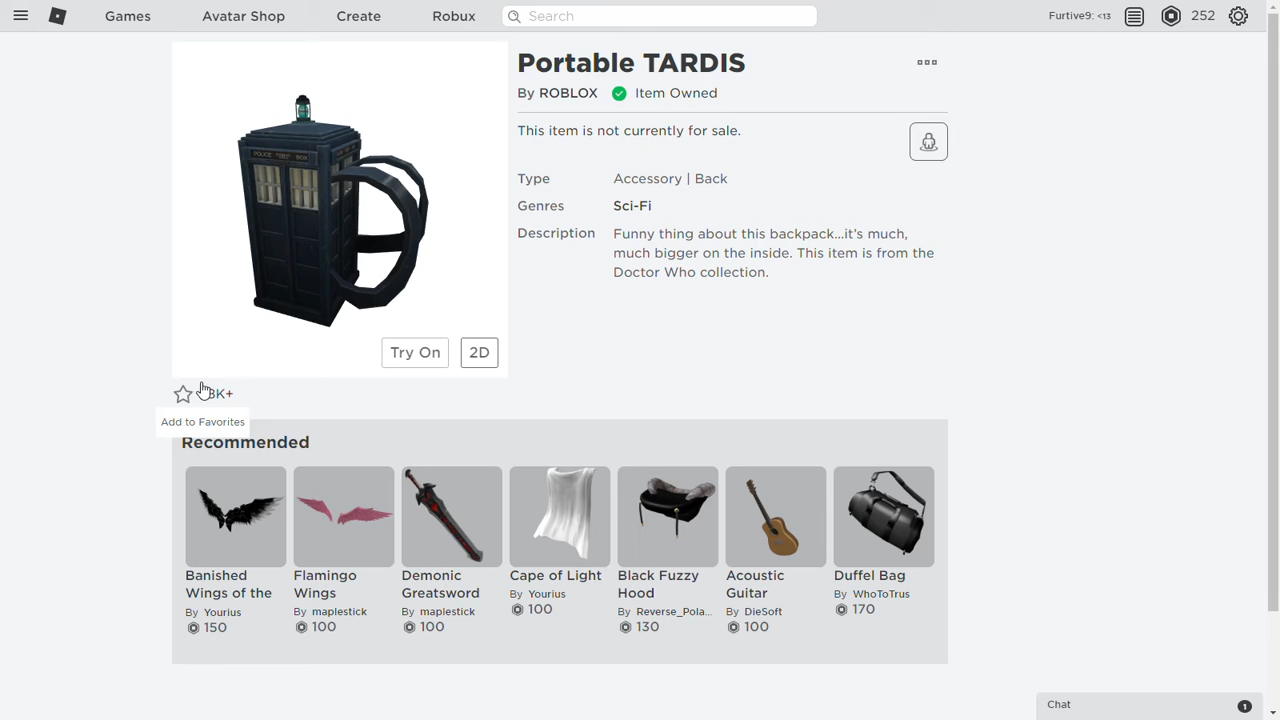 Games
Avatar Shop
Create
Robux
Search
Furtive9: <13
252
Portable TARDIS
By ROBLOX
Item Owned
This item is not currently for sale.
Type
Accessory | Back
Genres
Sci-Fi
Description
Funny thing about this backpack...it's much,
much bigger on the inside. This item is from the
Doctor Who collection.
POLICE BOX
Try On
2D
K+
Add to Favorites
Recommended
Banished
Wings of the
By Yourius
150
Flamingo
Wings
By maplestick
100
Demonic
Greatsword
By maplestick
100
Cape of Light
By Yourius
100
Black Fuzzy
Hood
By Reverse_Pola...
130
Acoustic
Guitar
By DieSoft
100
Duffel Bag
By WhoToTrus
170
Chat
1